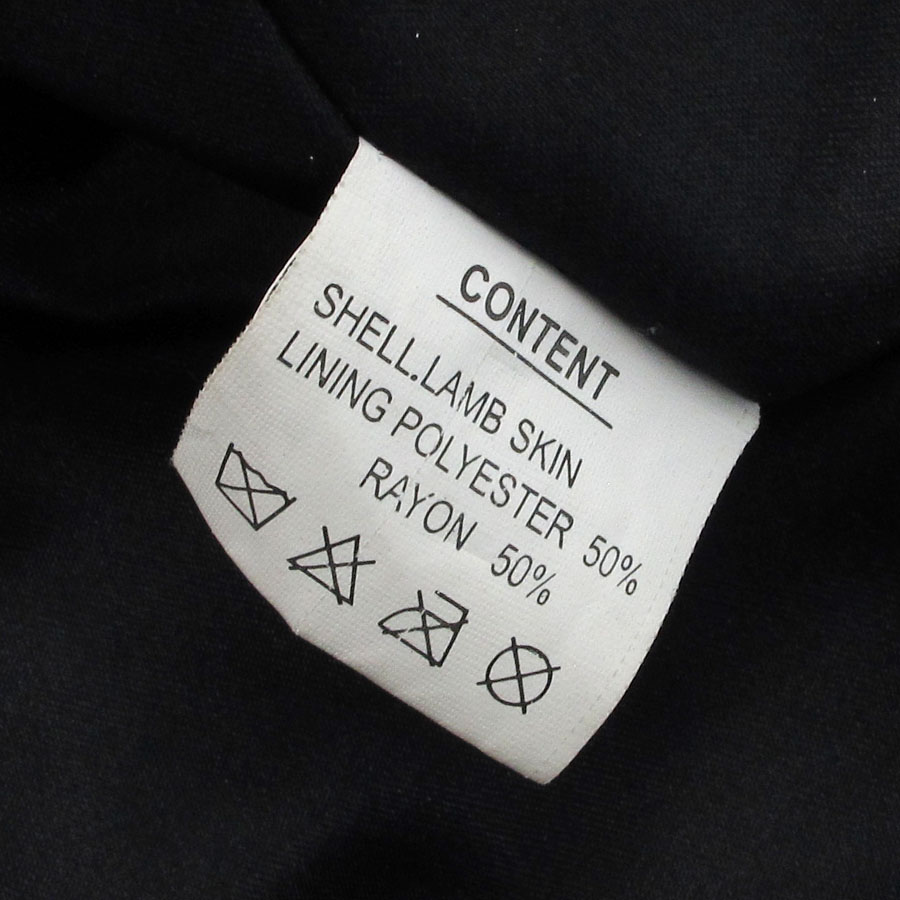 CONTENT
SHELL.LAMB SKIN
LINING POLYESTER 50%
RAYON 50%